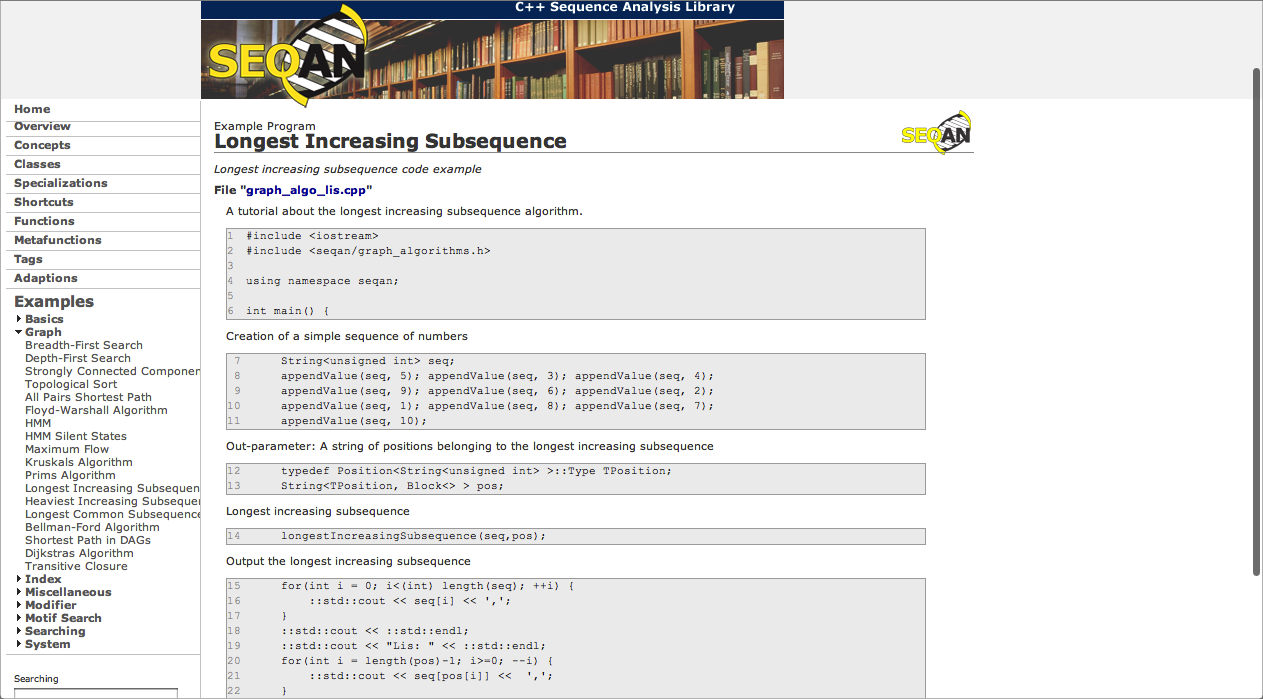 C++ Sequence Analysis Library
SEQAN
Home
Overview
Concepts
Classes
Specializations
Shortcuts
Functions
Metafunctions
Tags
Adaptions
Examples
Basics
Graph
Breadth-First Search
Depth-First Search
Strongly Connected Componen
Topological Sort
All Pairs Shortest Path
Floyd-Warshall Algorithm
HMM
HMM Silent States
Maximum Flow
Kruskals Algorithm
Prims Algorithm
Longest Increasing Subsequen
Heaviest Increasing Subsequen
Longest Common Subsequence
Bellman-Ford Algorithm
Shortest Path in DAGs
Dijkstras Algorithm
Transitive Closure
Index
Miscellaneous
Modifier
Motif Search
Searching
System
Searching
Example Program
Longest Increasing Subsequence
SEQAN
Longest increasing subsequence code example
File "graph_algo_lis.cpp"
A tutorial about the longest increasing subsequence algorithm.
1 #include <iostream>
2 #include <seqan/graph_algorithms.h>
3
4 using namespace seqan;
5
6 int main() {
Creation of a simple sequence of numbers
7 String<unsigned int> seq;
8 appendValue(seq, 5); appendValue(seq, 3); appendValue(seq, 4);
9 appendValue(seq, 9); appendValue(seq, 6); appendValue(seq, 2);
10 appendValue(seq, 1); appendValue(seq, 8); appendValue(seq, 7);
11 appendValue(seq, 10);
Out-parameter: A string of positions belonging to the longest increasing subsequence
12 typedef Position<String<unsigned int> >::Type TPosition;
13 String<TPosition, Block<> > pos;
Longest increasing subsequence
14 longestIncreasingSubsequence(seq,pos);
Output the longest increasing subsequence
15 for(int i = 0; i<(int) length(seq); ++i) {
16 ::std::cout << seq[i] << ',';
17 }
18 ::std::cout << ::std::endl;
19 ::std::cout << "Lis: " << ::std::endl;
20 for(int i = length(pos)-1; i>=0; --i) {
21 ::std::cout << seq[pos[i]] << ',';
22 }